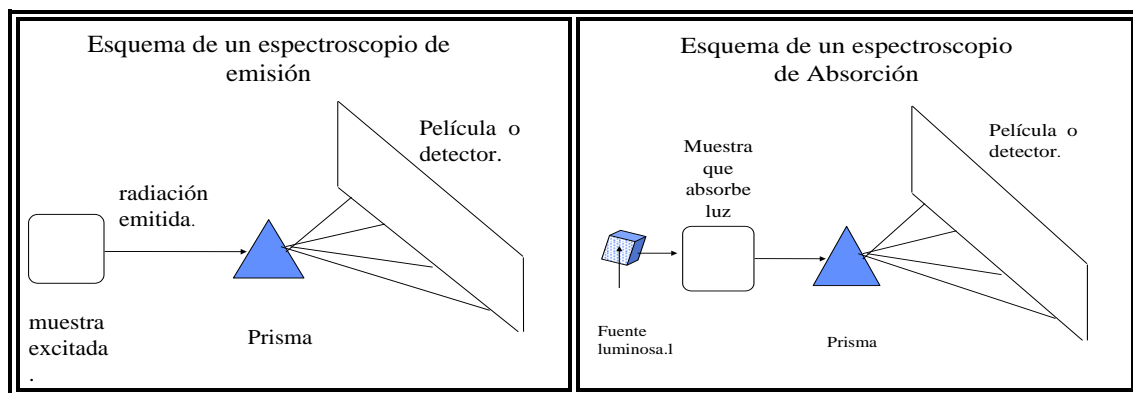 Esquema de un espectroscopio de
emisión
Película o
detector.
radiación
emitida.
muestra
excitada
.
Prisma
Esquema de un espectroscopio
de Absorción
Película o
detector.
Muestra
que
absorbe
luz
Fuente
luminosa.l
Prisma